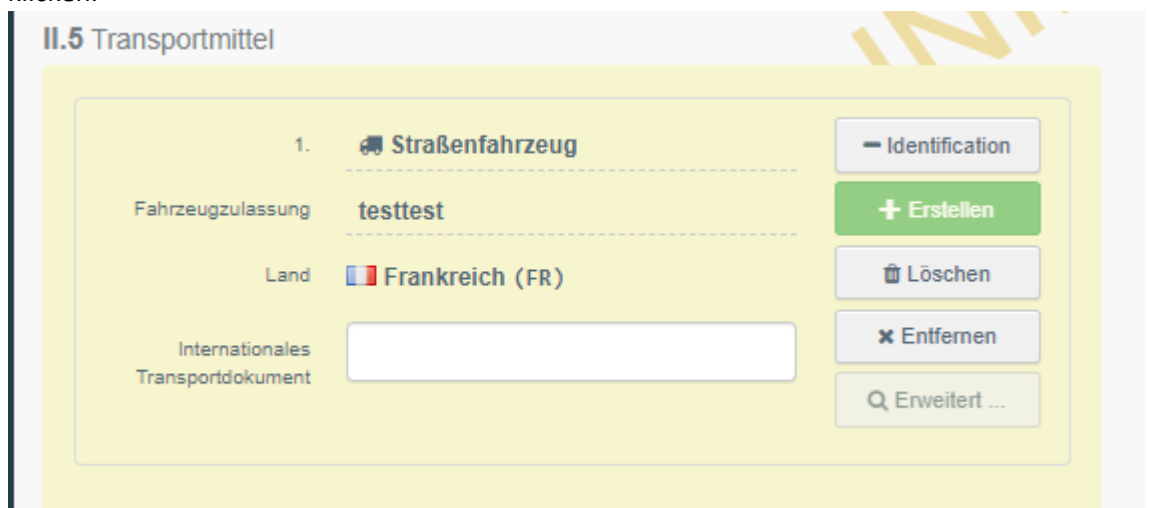 II.5 Transportmittel
1. Straßenfahrzeug
Identification
Fahrzeugzulassung testtest
Erstellen
Land Frankreich (FR)
Löschen
Internationales
Transportdokument
Entfernen
Erweitert ...